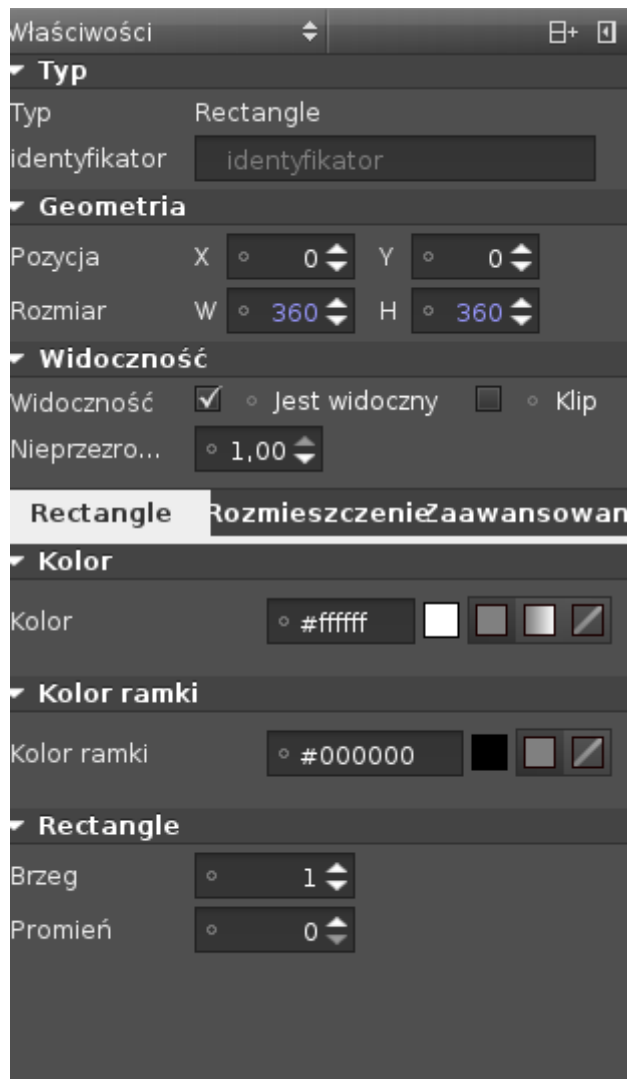 Właściwości
Typ
Typ Rectangle
identyfikator identyfikator
Geometria
Pozycja X 0 Y 0
Rozmiar W 360 H 360
Widoczność
Widoczność Jest widoczny Klip
Nieprzezro... 1,00
Rectangle Rozmieszczenie Zaawansowan
Kolor
Kolor #ffffff
Kolor ramki
Kolor ramki #000000
Rectangle
Brzeg 1
Promień 0